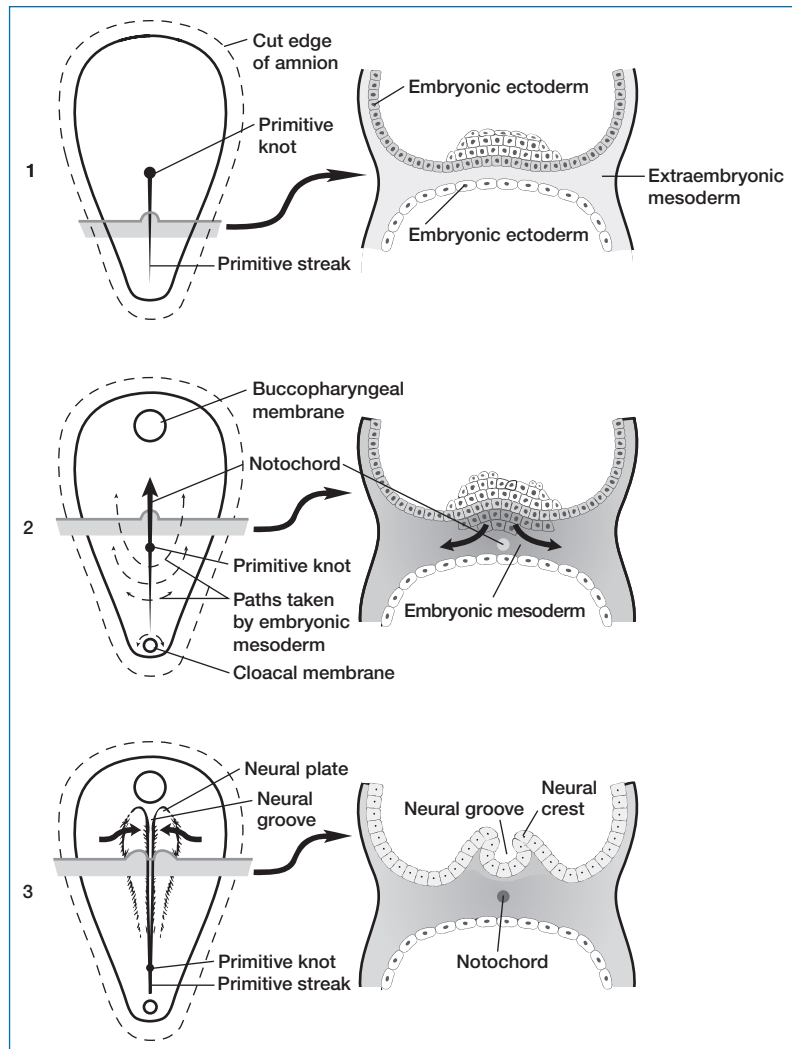 1
Cut edge
of amnion
Primitive
knot
Primitive streak
Embryonic ectoderm
Extraembryonic
mesoderm
Embryonic ectoderm
2
Buccopharyngeal
membrane
Notochord
Primitive knot
Paths taken
by embryonic
mesoderm
Cloacal membrane
Embryonic mesoderm
3
Neural plate
Neural
groove
Primitive knot
Primitive streak
Neural groove
Neural
crest
Notochord